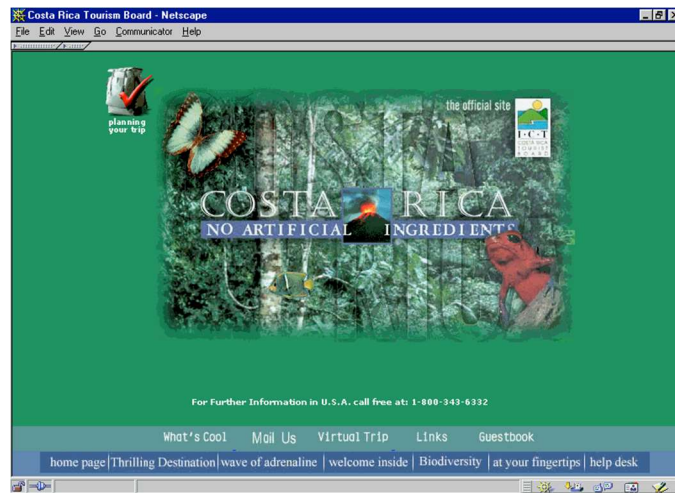 Costa Rica Tourism Board - Netscape
File Edit View Go Communicator Help
planning
your trip
the official site
I·C·T
COSTA RICA
TOURIST
BOARD
COSTA RICA
NO ARTIFICIAL INGREDIENTS
For Further Information in U.S.A. call free at: 1-800-343-6332
What's Cool Mail Us Virtual Trip Links Guestbook
home page | Thrilling Destination | wave of adrenaline | welcome inside | Biodiversity | at your fingertips | help desk